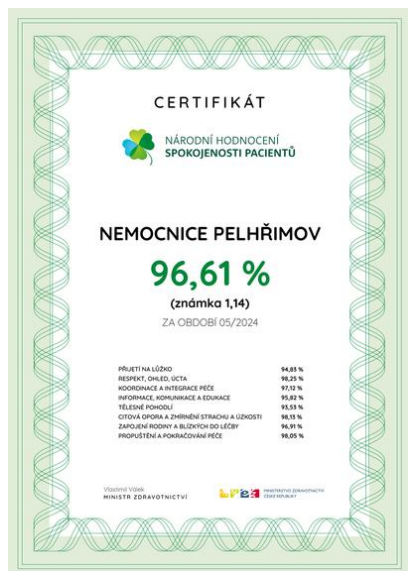 CERTIFIKÁT
NÁRODNÍ HODNOCENÍ
SPOKOJENOSTI PACIENTŮ
NEMOCNICE PELHŘIMOV
96,61 %
(známka 1,14)
ZA OBDOBÍ 05/2024
PŘIJETÍ NA LŮŽKO 94,83 %
RESPEKT, OHLED, ÚCTA 98,25 %
KOORDINACE A INTEGRACE PÉČE 97,12 %
INFORMACE, KOMUNIKACE A EDUKACE 95,82 %
TĚLESNÉ POHODLÍ 93,53 %
CITOVÁ OPORA A ZMÍRNĚNÍ STRACHU A ÚZKOSTI 98,13 %
ZAPOJENÍ RODINY A BLÍZKÝCH DO LÉČBY 96,91 %
PROPUŠTĚNÍ A POKRAČOVÁNÍ PÉČE 98,05 %
Vlastimil Válek
MINISTR ZDRAVOTNICTVÍ
MINISTERSTVO ZDRAVOTNICTVÍ
ČESKÉ REPUBLIKY